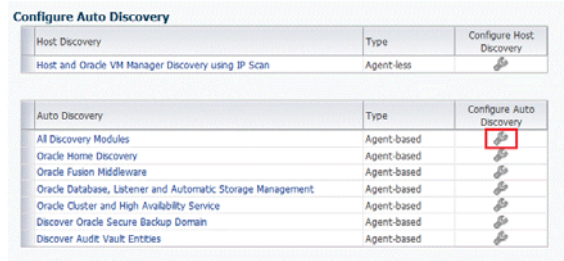 Configure Auto Discovery
Host Discovery Type Configure Host
Discovery
Host and Oracle VM Manager Discovery using IP Scan Agent-less
Auto Discovery Type Configure Auto
Discovery
All Discovery Modules Agent-based
Oracle Home Discovery Agent-based
Oracle Fusion Middleware Agent-based
Oracle Database, Listener and Automatic Storage Management Agent-based
Oracle Cluster and High Availability Service Agent-based
Discover Oracle Secure Backup Domain Agent-based
Discover Audit Vault Entities Agent-based